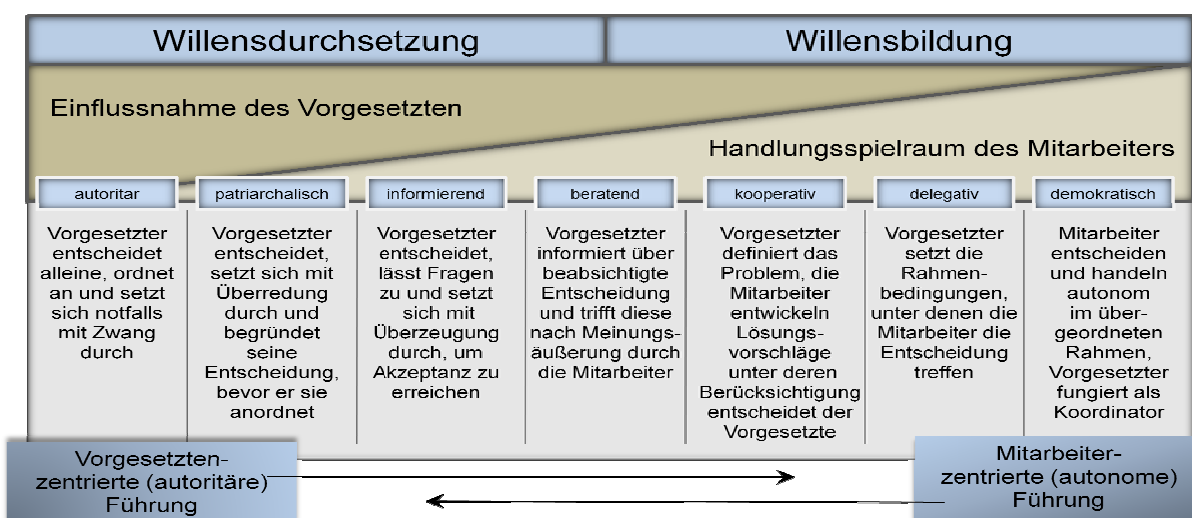 Willensdurchsetzung
Willensbildung
Einflussnahme des Vorgesetzten
Handlungsspielraum des Mitarbeiters
autoritär
Vorgesetzter
entscheidet
alleine, ordnet
an und setzt
sich notfalls
mit Zwang
durch
patriarchalisch
Vorgesetzter
entscheidet,
setzt sich mit
Überredung
durch und
begründet
seine
Entscheidung,
bevor er sie
anordnet
informierend
Vorgesetzter
entscheidet,
lässt Fragen
zu und setzt
sich mit
Überzeugung
durch, um
Akzeptanz zu
erreichen
beratend
Vorgesetzter
informiert über
beabsichtigte
Entscheidung
und trifft diese
nach Meinungs-
äußerung durch
die Mitarbeiter
kooperativ
Vorgesetzter
definiert das
Problem, die
Mitarbeiter
entwickeln
Lösungs-
vorschläge
unter deren
Berücksichtigung
entscheidet der
Vorgesetzte
delegativ
Vorgesetzter
setzt die
Rahmen-
bedingungen,
unter denen die
Mitarbeiter die
Entscheidung
treffen
demokratisch
Mitarbeiter
entscheiden
und handeln
autonom
im über-
geordneten
Rahmen,
Vorgesetzter
fungiert als
Koordinator
Vorgesetzten-
zentrierte (autoritäre)
Führung
Mitarbeiter-
zentrierte (autonome)
Führung